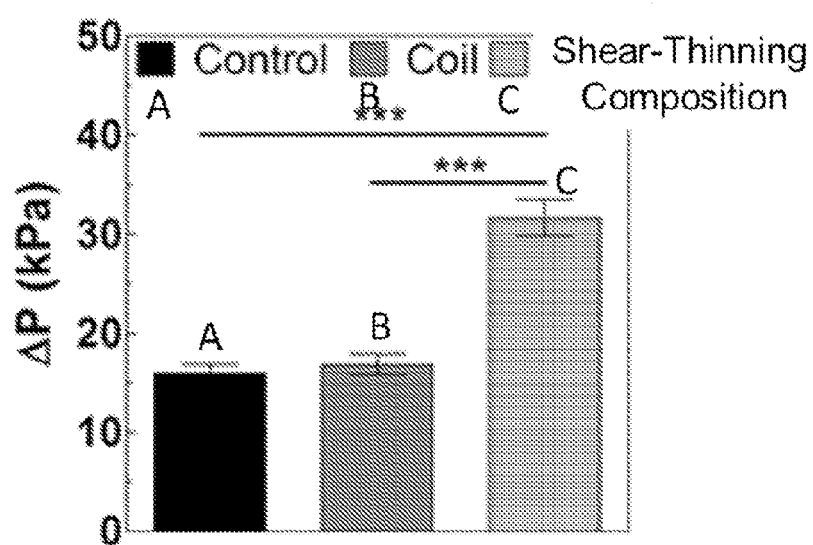 50
Control Coil Shear-Thinning
Composition
A B C
***
40
***
C
30
ΔP (kPa)
20
B
A
10
0